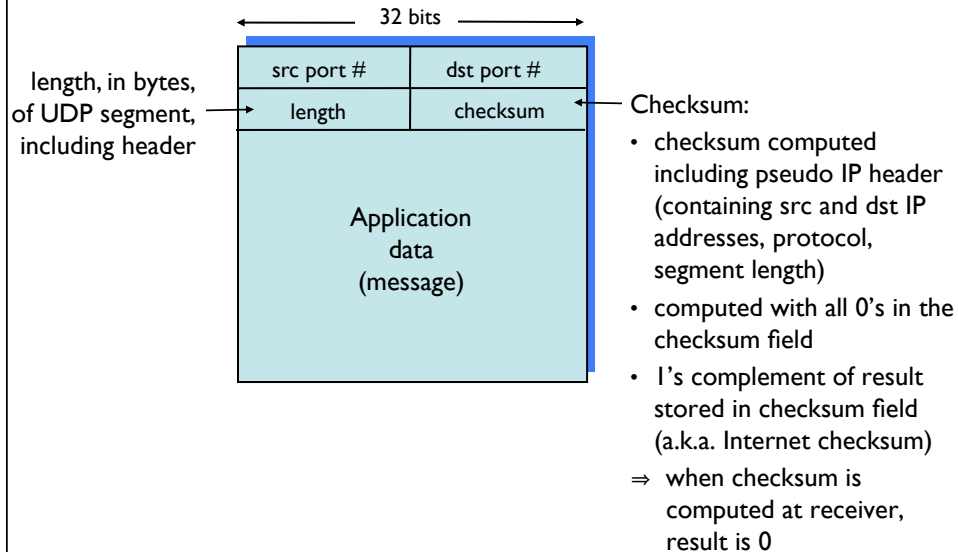 32 bits
src port #
dst port #
length, in bytes,
of UDP segment,
including header
length
checksum
Application
data
(message)
Checksum:
• checksum computed
including pseudo IP header
(containing src and dst IP
addresses, protocol,
segment length)
• computed with all 0's in the
checksum field
• 1's complement of result
stored in checksum field
(a.k.a. Internet checksum)
⇒ when checksum is
computed at receiver,
result is 0